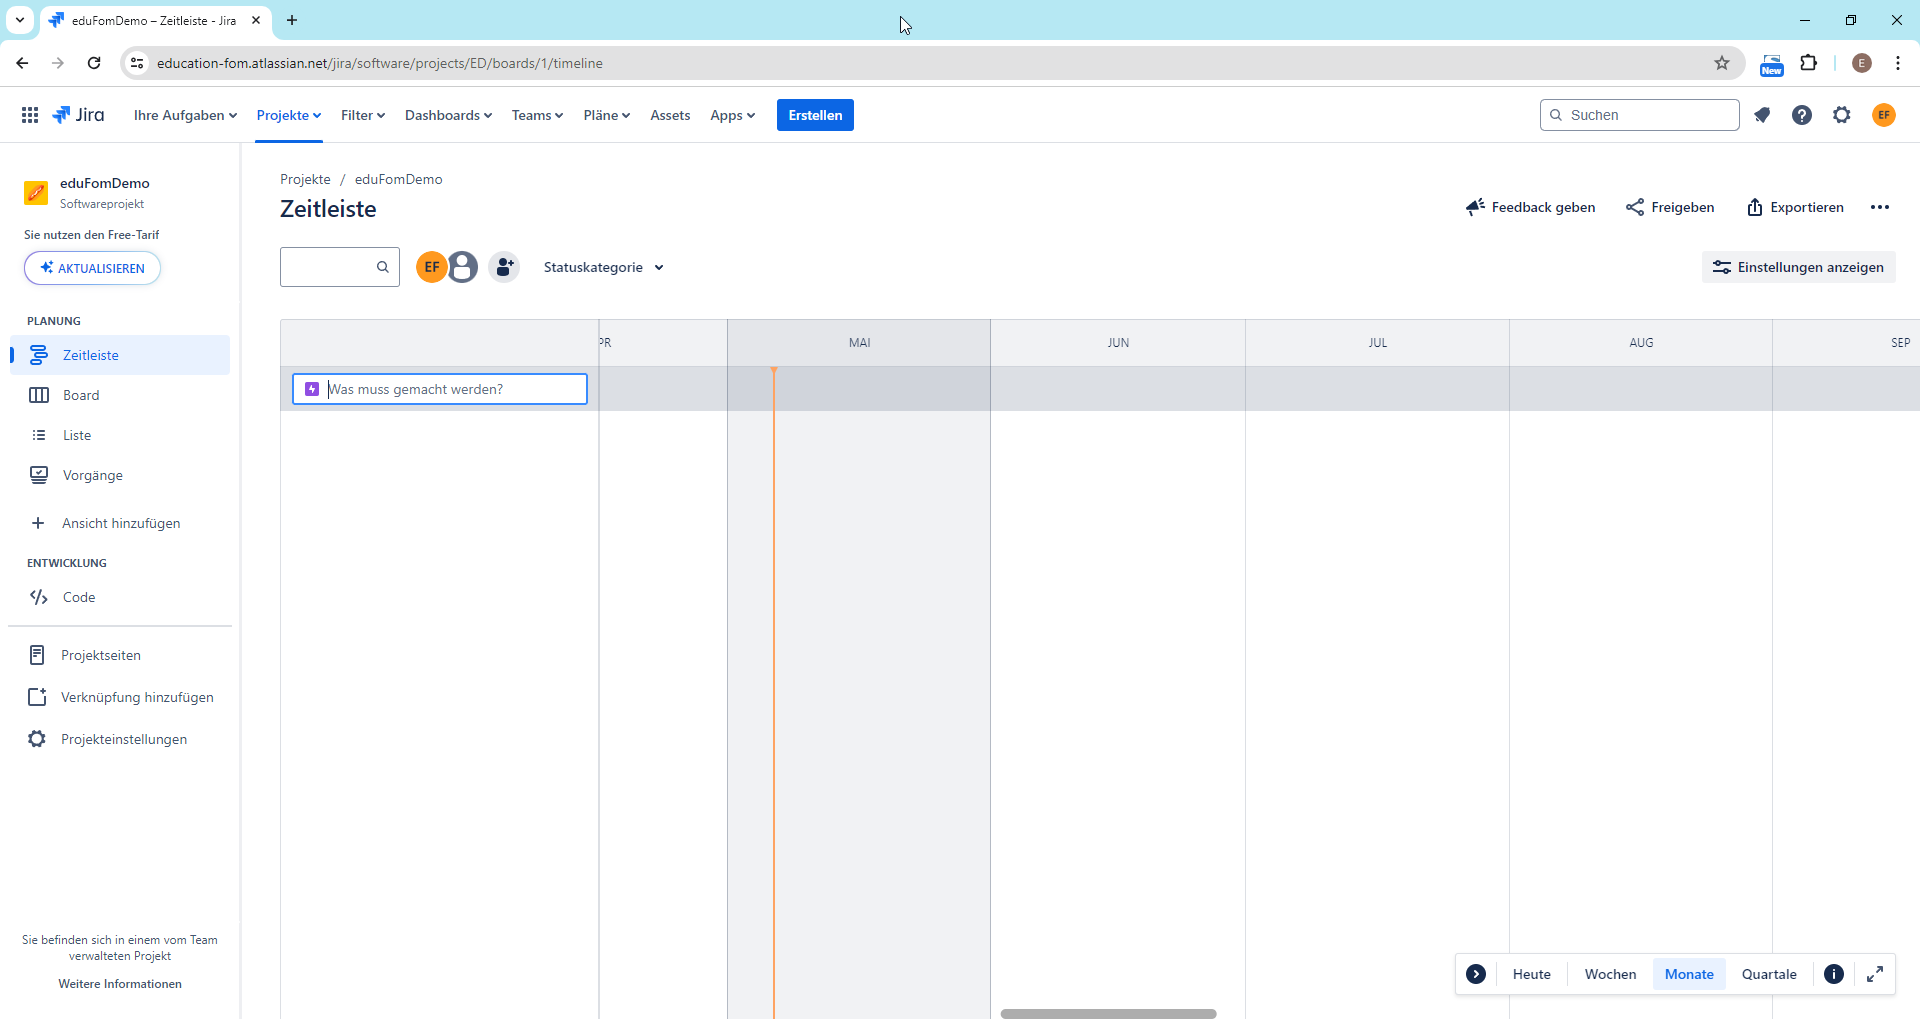 eduFomDemo – Zeitleiste - Jira
education-fom.atlassian.net/jira/software/projects/ED/boards/1/timeline
New
E
Jira
Ihre Aufgaben
Projekte
Filter
Dashboards
Teams
Pläne
Assets
Apps
Erstellen
Suchen
EF
eduFomDemo
Softwareprojekt
Sie nutzen den Free-Tarif
AKTUALISIEREN
PLANUNG
Zeitleiste
Board
Liste
Vorgänge
Ansicht hinzufügen
ENTWICKLUNG
Code
Projektseiten
Verknüpfung hinzufügen
Projekteinstellungen
Sie befinden sich in einem vom Team
verwalteten Projekt
Weitere Informationen
Projekte / eduFomDemo
Zeitleiste
Feedback geben
Freigeben
Exportieren
EF
Statuskategorie
Einstellungen anzeigen
PR
MAI
JUN
JUL
AUG
SEP
Was muss gemacht werden?
Heute
Wochen
Monate
Quartale